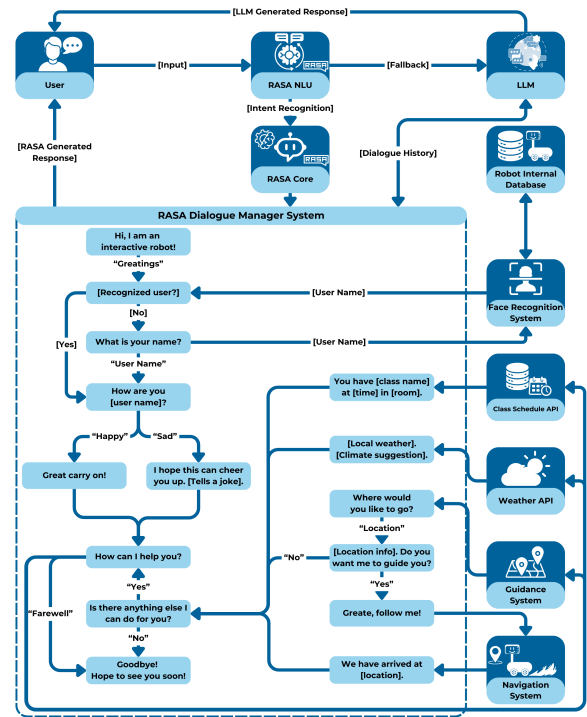 [LLM Generated Response]
User
[Input]
RASA
RASA NLU
[Fallback]
LLM
[Intent Recognition]
[RASA Generated
Response]
RASA
RASA Core
[Dialogue History]
Robot Internal
Database
RASA Dialogue Manager System
Hi, I am an
interactive robot!
“Greatings”
[Recognized user?]
[User Name]
Face Recognition
System
[No]
[Yes]
What is your name?
[User Name]
“User Name”
How are you
[user name]?
You have [class name]
at [time] in [room].
Class Schedule API
“Happy”
“Sad”
Great carry on!
I hope this can cheer
you up. [Tells a joke].
[Local weather].
[Climate suggestion].
Weather API
Where would
you like to go?
“Location”
How can I help you?
“No”
[Location info]. Do you
want me to guide you?
“Yes”
“Yes”
Guidance
System
“Farewell”
Is there anything else I
can do for you?
Greate, follow me!
“No”
Goodbye!
Hope to see you soon!
We have arrived at
[location].
Navigation
System